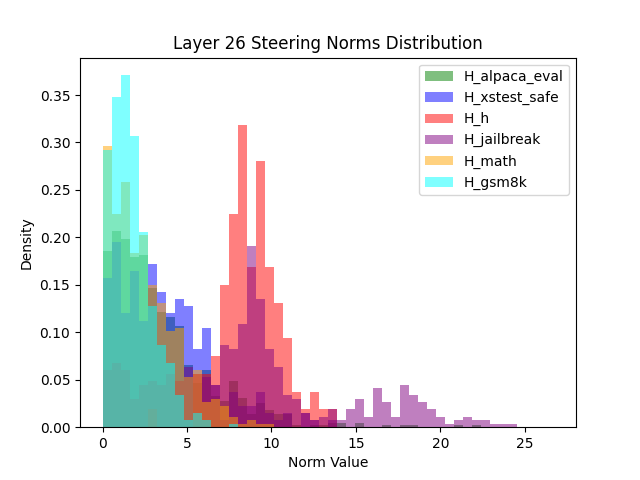 Layer 26 Steering Norms Distribution
H_alpaca_eval
H_xstest_safe
H_h
H_jailbreak
H_math
H_gsm8k
0.35
0.30
0.25
0.20
0.15
0.10
0.05
0.00
Density
0 5 10 15 20 25
Norm Value